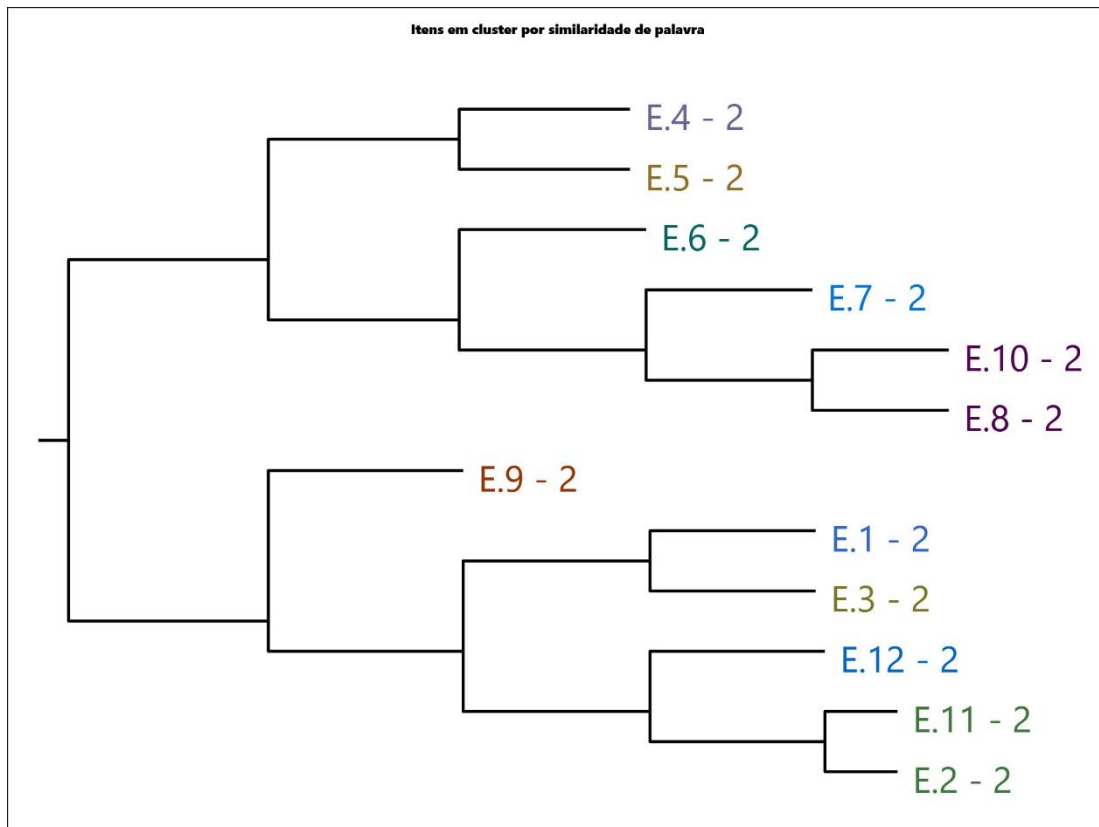 Itens em cluster por similaridade de palavra
E.4 - 2
E.5 - 2
E.6 - 2
E.7 - 2
E.10 - 2
E.8 - 2
E.9 - 2
E.1 - 2
E.3 - 2
E.12 - 2
E.11 - 2
E.2 - 2